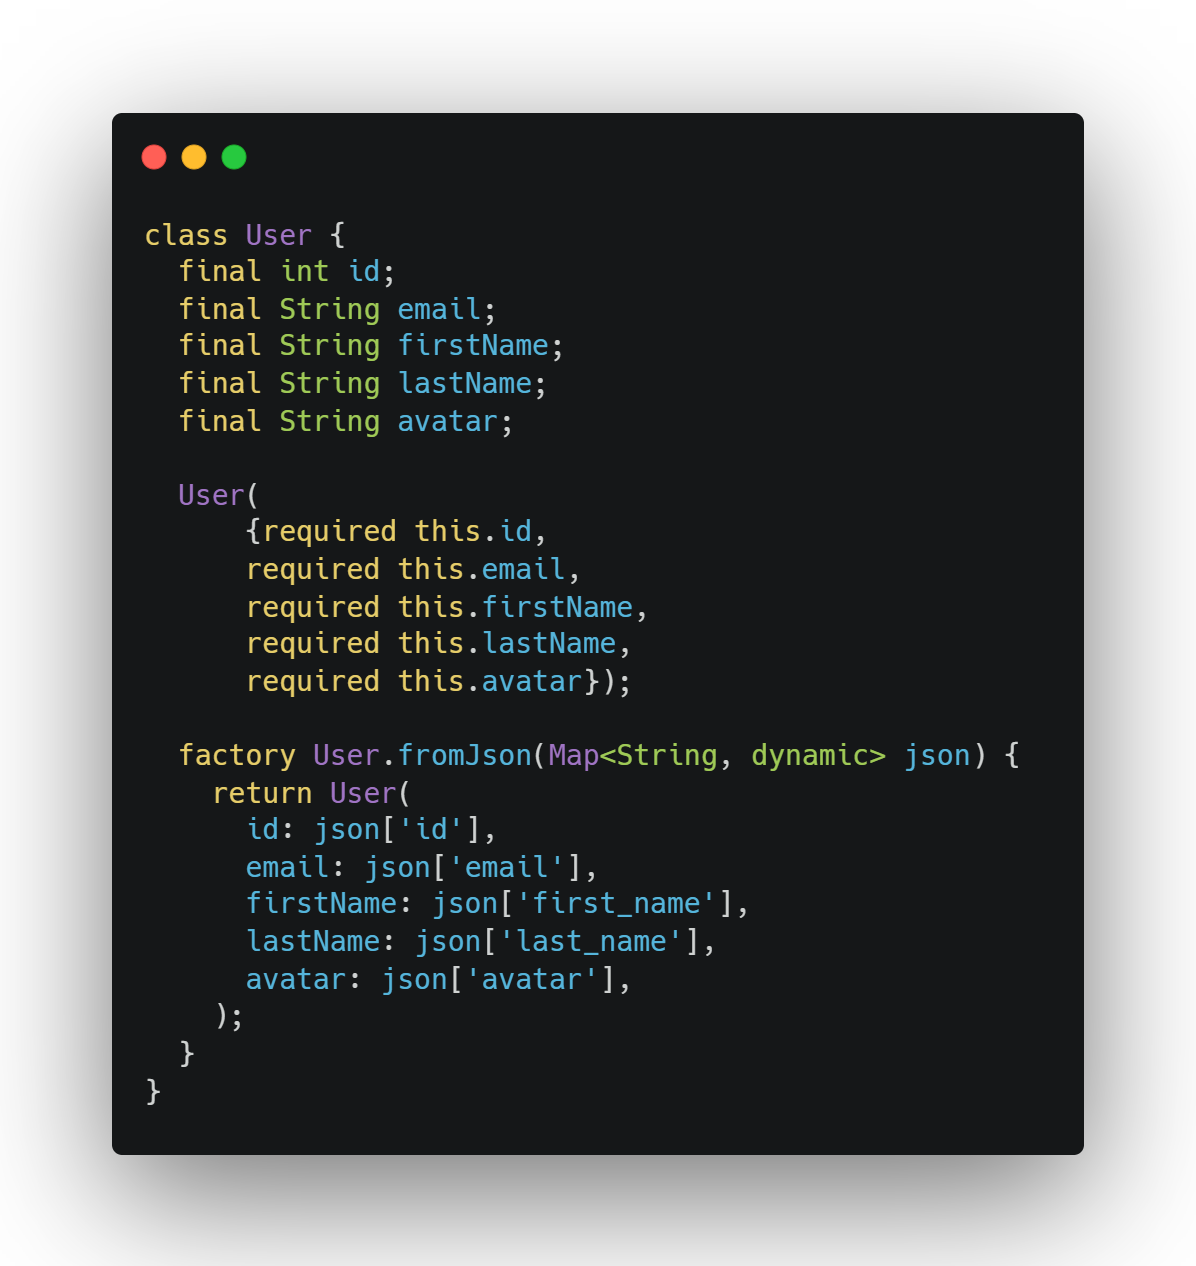 class User {
  final int id;
  final String email;
  final String firstName;
  final String lastName;
  final String avatar;

  User(
      {required this.id,
      required this.email,
      required this.firstName,
      required this.lastName,
      required this.avatar});

  factory User.fromJson(Map<String, dynamic> json) {
    return User(
      id: json['id'],
      email: json['email'],
      firstName: json['first_name'],
      lastName: json['last_name'],
      avatar: json['avatar'],
    );
  }
}